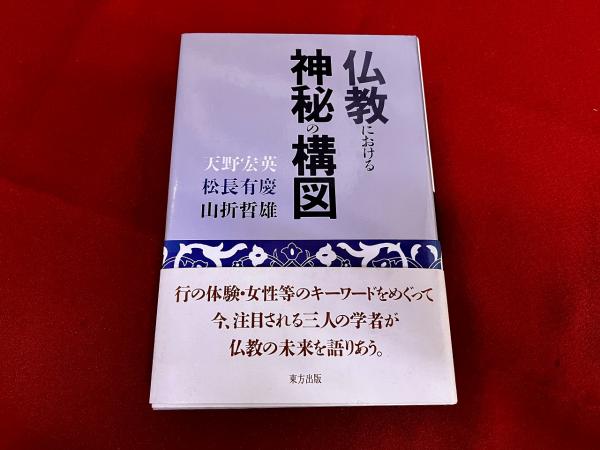 仏教における
神秘の構図
天野宏英
松長有慶
山折哲雄
行の体験・女性等のキーワードをめぐって
今、注目される三人の学者が
仏教の未来を語りあう。
東方出版